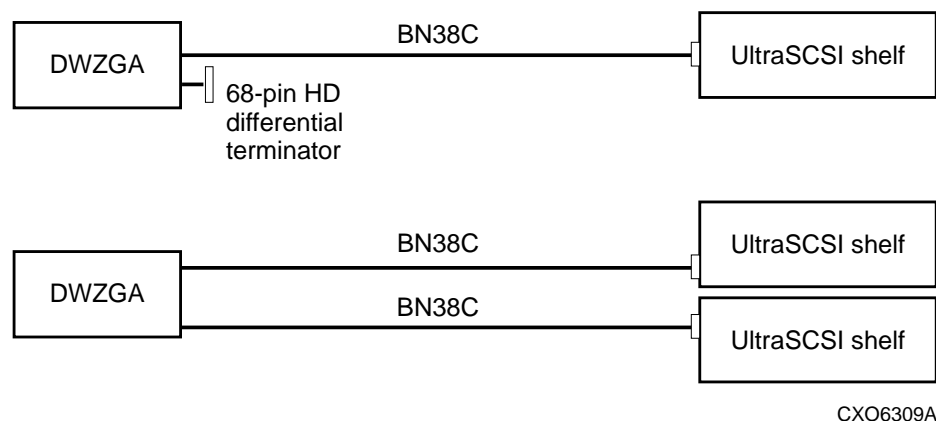 BN38C
DWZGA
UltraSCSI shelf
68-pin HD
differential
terminator
BN38C
UltraSCSI shelf
DWZGA
BN38C
UltraSCSI shelf
CXO6309A